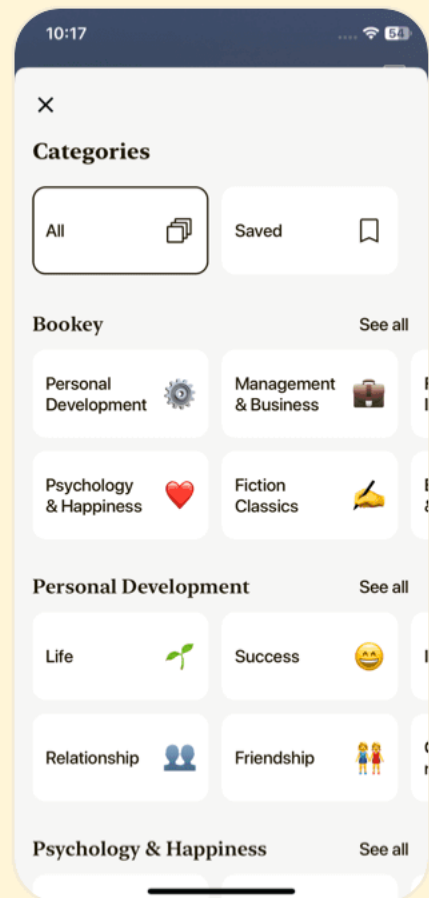 10:17
54
Categories
All
Saved
Bookey
See all
Personal
Development
Management
& Business
Psychology
& Happiness
Fiction
Classics
Personal Development
See all
Life
Success
Relationship
Friendship
Psychology & Happiness
See all